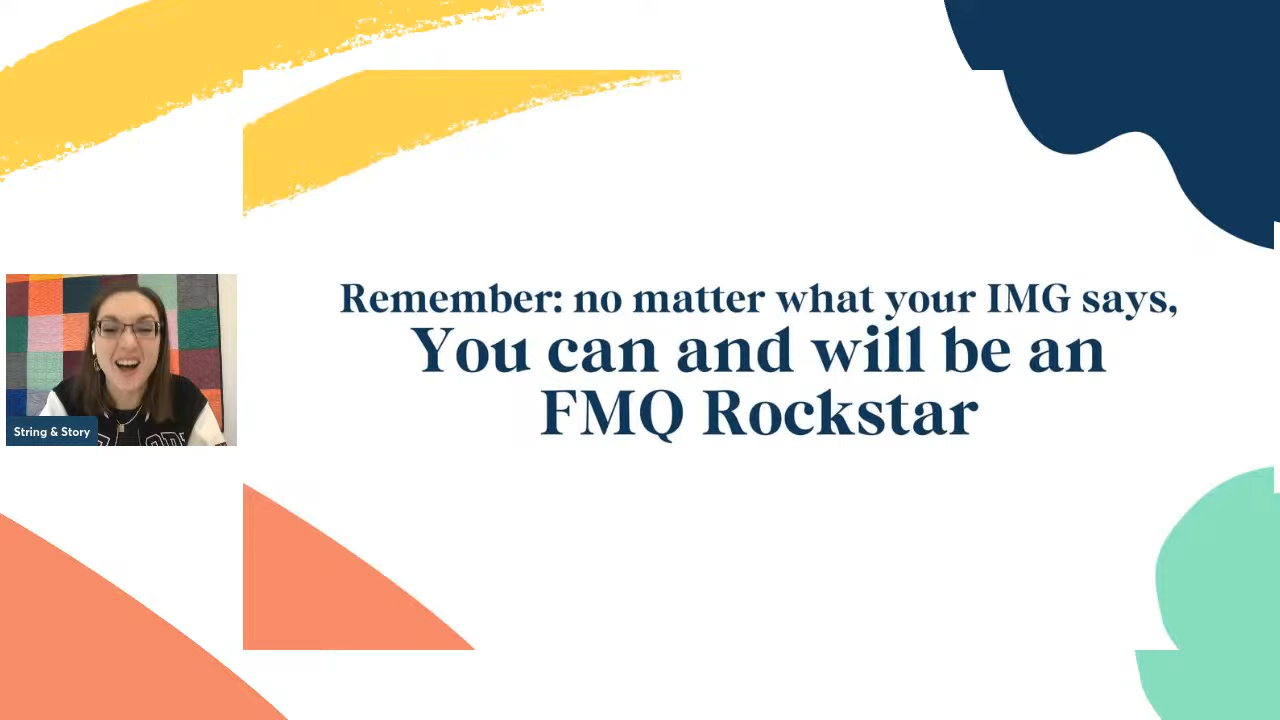 Remember: no matter what your IMG says,
You can and will be an
FMQ Rockstar
String & Story